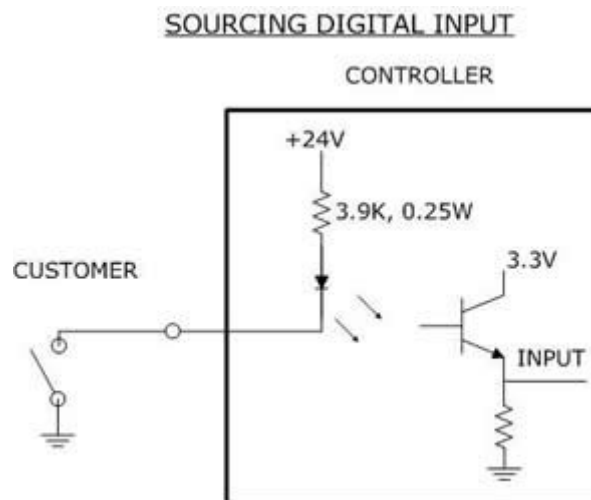 SOURCING DIGITAL INPUT
CONTROLLER
+24V
3.9K, 0.25W
CUSTOMER
3.3V
INPUT